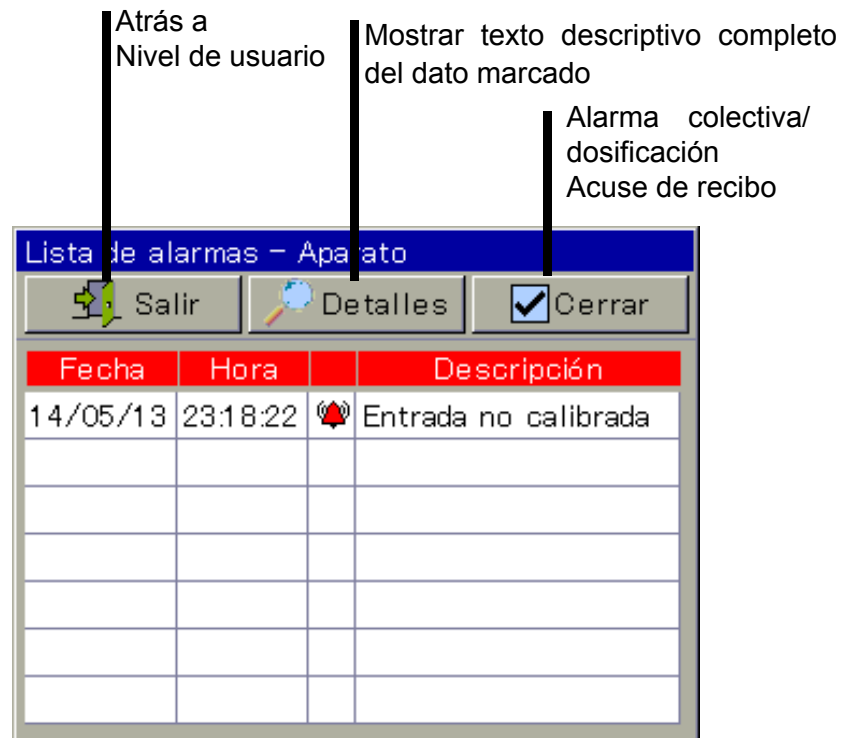 Atrás a
Nivel de usuario
Mostrar texto descriptivo completo
del dato marcado
Alarma colectiva/
dosificación
Acuse de recibo
Lista de alarmas – Aparato
Salir Detalles Cerrar
Fecha Hora Descripción
14/05/13 23:18:22 Entrada no calibrada